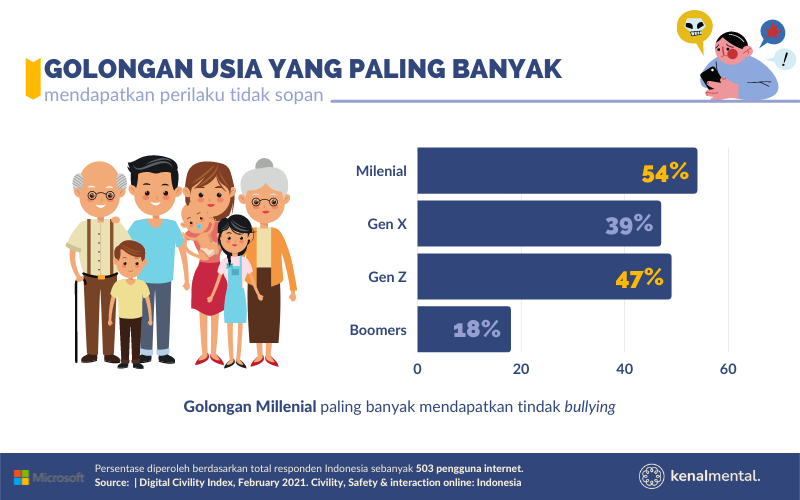 GOLONGAN USIA YANG PALING BANYAK
mendapatkan perilaku tidak sopan
!
Milenial 54%
Gen X 39%
Gen Z 47%
Boomers 18%
0 20 40 60
Golongan Millenial paling banyak mendapatkan tindak bullying
Microsoft
Persentase diperoleh berdasarkan total responden Indonesia sebanyak 503 pengguna internet.
Source: | Digital Civility Index, February 2021. Civility, Safety & interaction online: Indonesia
kenalmental.